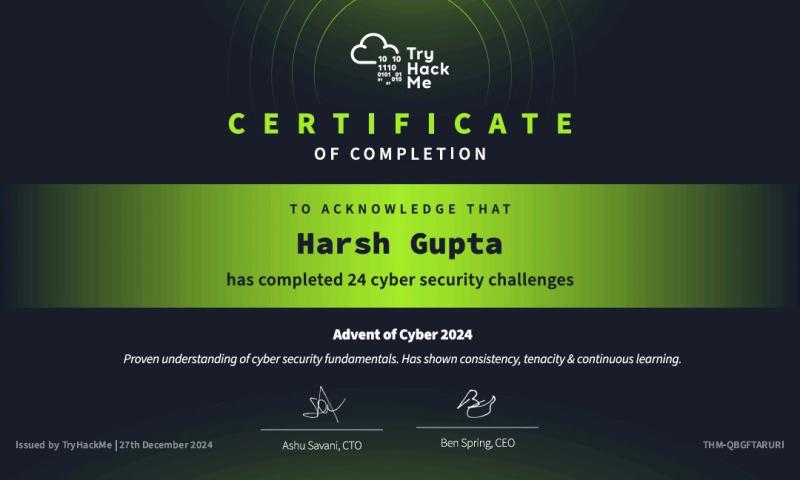 10 10
1110
0101 01
01 010
01
Try
Hack
Me
CERTIFICATE
OF COMPLETION
TO ACKNOWLEDGE THAT
Harsh Gupta
has completed 24 cyber security challenges
Advent of Cyber 2024
Proven understanding of cyber security fundamentals. Has shown consistency, tenacity & continuous learning.
Ashu Savani, CTO
Ben Spring, CEO
Issued by TryHackMe | 27th December 2024
THM-QBGFTARURI